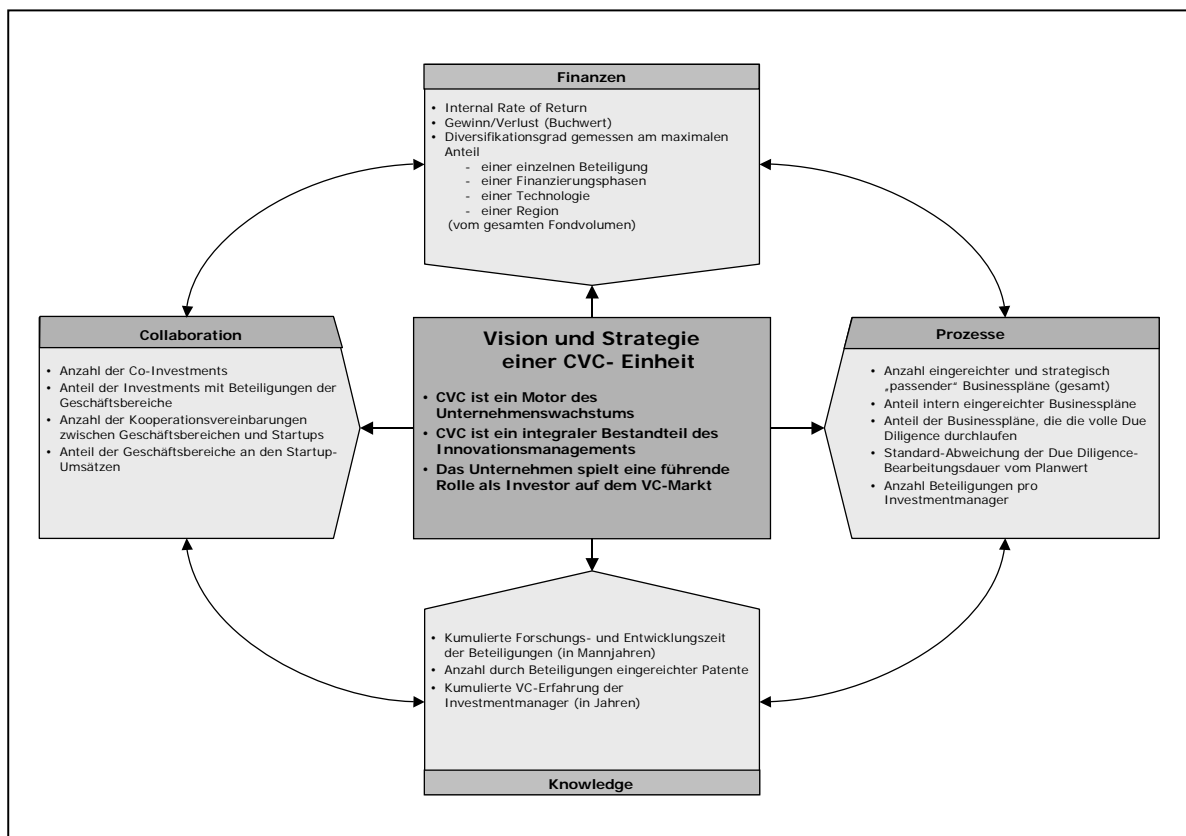 Finanzen
• Internal Rate of Return
• Gewinn/Verlust (Buchwert)
• Diversifikationsgrad gemessen am maximalen
Anteil
- einer einzelnen Beteiligung
- einer Finanzierungsphasen
- einer Technologie
- einer Region
(vom gesamten Fondvolumen)
Collaboration
• Anzahl der Co-Investments
• Anteil der Investments mit Beteiligungen der
Geschäftsbereiche
• Anzahl der Kooperationsvereinbarungen
zwischen Geschäftsbereichen und Startups
• Anteil der Geschäftsbereiche an den Startup-
Umsätzen
Vision und Strategie
einer CVC- Einheit
• CVC ist ein Motor des
Unternehmenswachstums
• CVC ist ein integraler Bestandteil des
Innovationsmanagements
• Das Unternehmen spielt eine führende
Rolle als Investor auf dem VC-Markt
Prozesse
• Anzahl eingereichter und strategisch
„passender“ Businesspläne (gesamt)
• Anteil intern eingereichter Businesspläne
• Anteil der Businesspläne, die die volle Due
Diligence durchlaufen
• Standard-Abweichung der Due Diligence-
Bearbeitungsdauer vom Planwert
• Anzahl Beteiligungen pro
Investmentmanager
• Kumulierte Forschungs- und Entwicklungszeit
der Beteiligungen (in Mannjahren)
• Anzahl durch Beteiligungen eingereichter Patente
• Kumulierte VC-Erfahrung der
Investmentmanager (in Jahren)
Knowledge